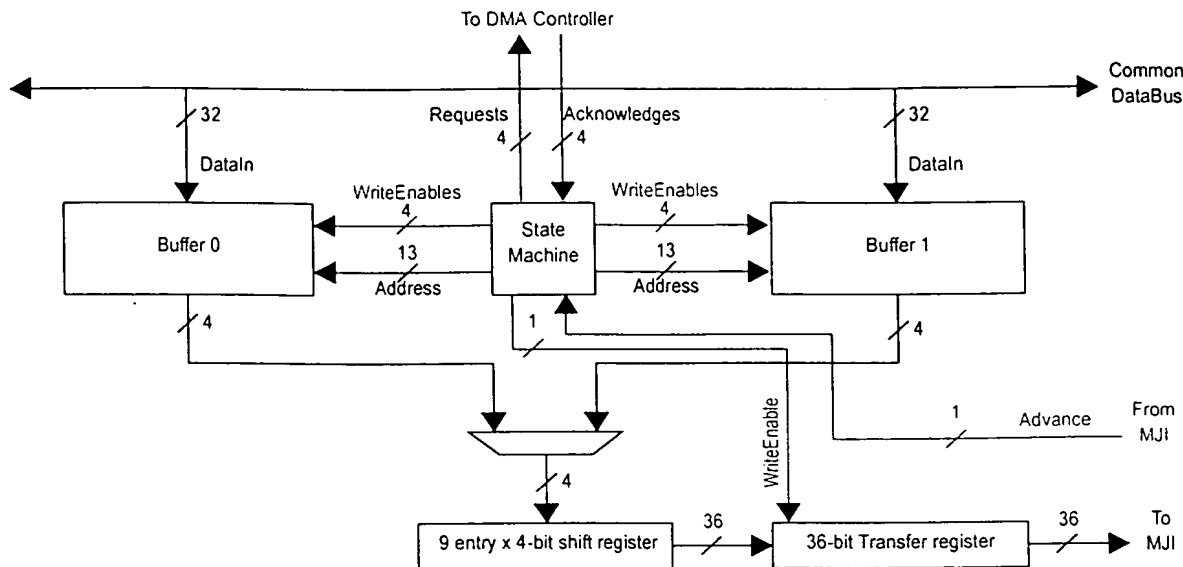 To DMA Controller
Common
DataBus
32
Requests
4
Acknowledges
4
32
DataIn
DataIn
WriteEnables
4
WriteEnables
4
Buffer 0
State
Machine
Buffer 1
13
Address
13
Address
4
1
4
WriteEnable
1
Advance
From
MJI
4
9 entry x 4-bit shift register
36
36-bit Transfer register
36
To
MJI